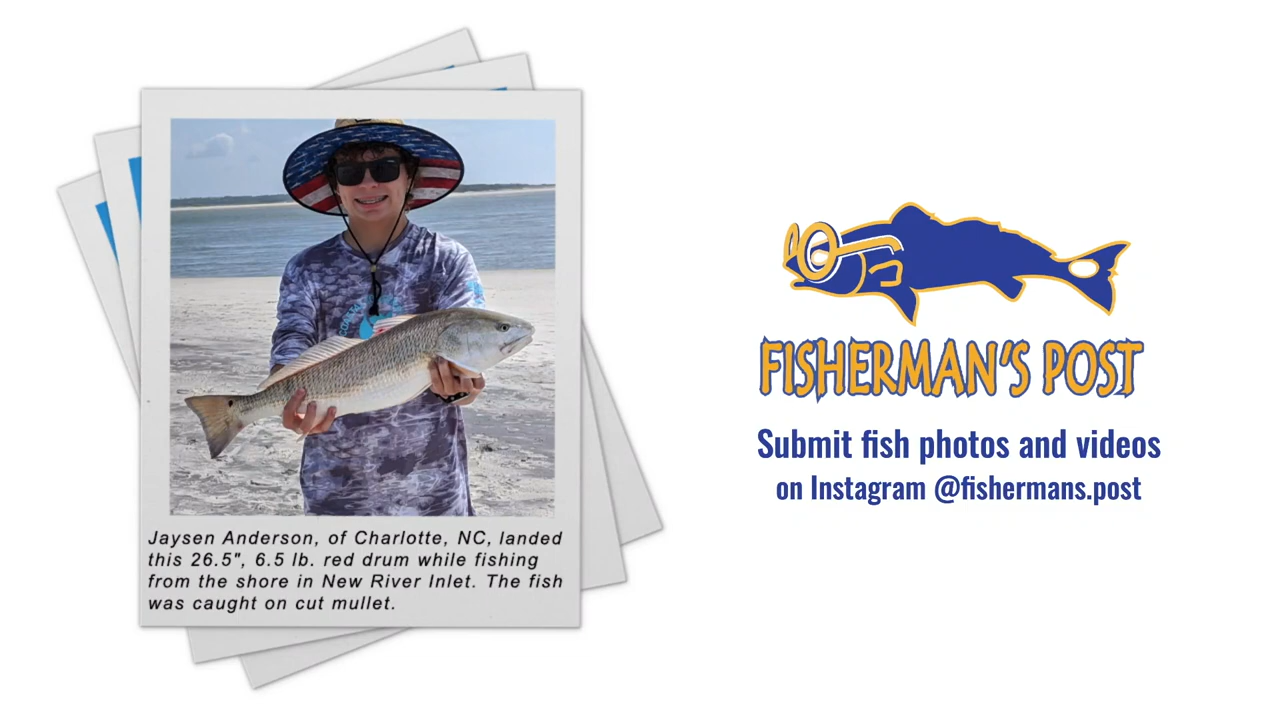 Jaysen Anderson, of Charlotte, NC, landed
this 26.5", 6.5 lb. red drum while fishing
from the shore in New River Inlet. The fish
was caught on cut mullet.
FISHERMAN'S POST
Submit fish photos and videos
on Instagram @fishermans.post